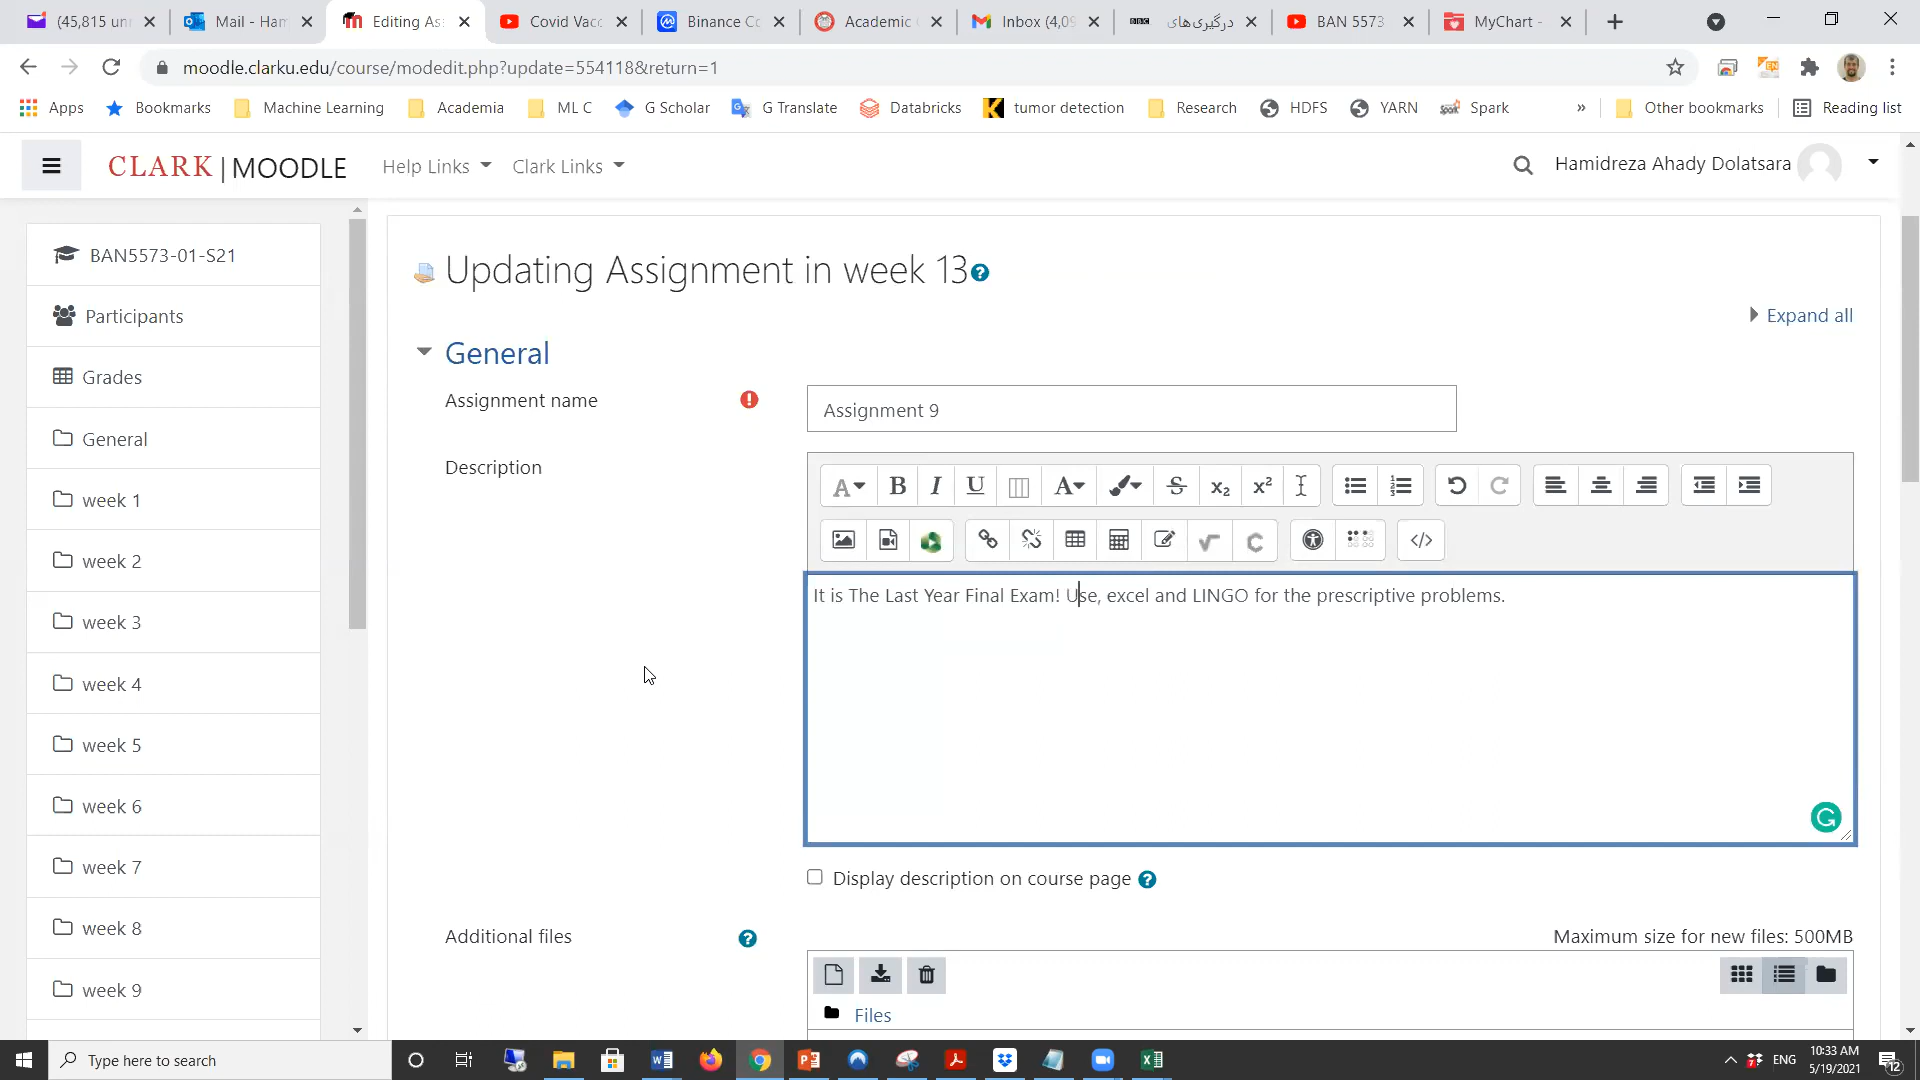 (45,815 unr
Mail - Ham
Editing Ass
Covid Vacc
Binance Co
Academic
Inbox (4,09
BBC درگیری‌های
BAN 5573
MyChart -
moodle.clarku.edu/course/modedit.php?update=554118&return=1
Apps
Bookmarks
Machine Learning
Academia
ML C
G Scholar
G Translate
Databricks
tumor detection
Research
HDFS
YARN
Spark
»
Other bookmarks
Reading list
CLARK | MOODLE
Help Links
Clark Links
Hamidreza Ahady Dolatsara
BAN5573-01-S21
Participants
Grades
General
week 1
week 2
week 3
week 4
week 5
week 6
week 7
week 8
week 9
Updating Assignment in week 13
Expand all
General
Assignment name
Assignment 9
Description
It is The Last Year Final Exam! Use, excel and LINGO for the prescriptive problems.
Display description on course page
Additional files
Maximum size for new files: 500MB
Files
Type here to search
ENG
10:33 AM
5/19/2021
12